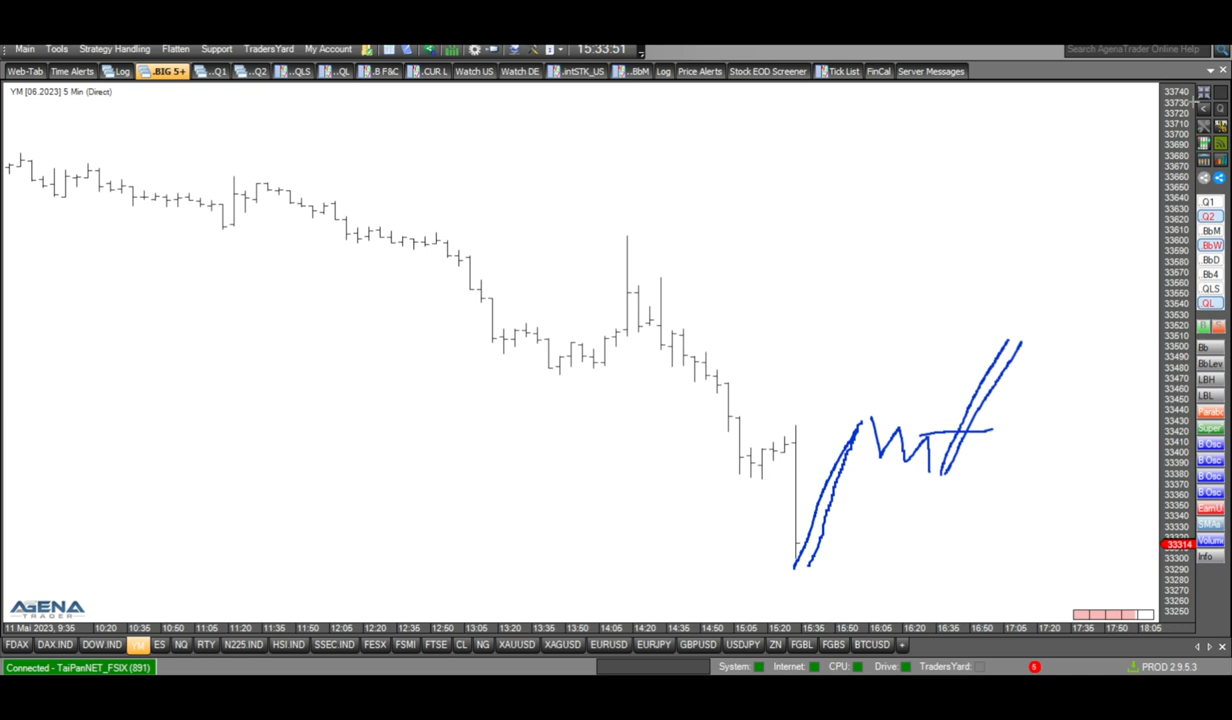 Main Tools Strategy Handling Flatten Support TradersYard My Account 15:33:51 Search AgenaTrader Online Help
Web-Tab Time Alerts Log .BIG 5+ ..Q1 ..Q2 ..QLS ..QL .B F&C .CUR L Watch US Watch DE .intSTK_US ..BbM Log Price Alerts Stock EOD Screener Tick List FinCal Server Messages
YM [06.2023] 5 Min (Direct)
33740
33730
33720
33710
33700
33690
33680
33670
33660
33650
33640
33630
33620
33610
33600
33590
33580
33570
33560
33550
33540
33530
33520
33510
33500
33490
33480
33470
33460
33450
33440
33430
33420
33410
33400
33390
33380
33370
33360
33350
33340
33330
33320
33314
33300
33290
33280
33270
33260
33250
Q
..Q1
Q2
..BbM
..BbW
..BbD
..Bb4
..QLS
QL
B S
Bb
BbLev
LBH
LBL
Parabo
Super
B Osc
B Osc
B Osc
B Osc
EarnU
SMAs
Volum
Info
AGENA
TRADER
11 Mai 2023, 9:35 10:20 10:35 10:50 11:05 11:20 11:35 11:50 12:05 12:20 12:35 12:50 13:05 13:20 13:35 13:50 14:05 14:20 14:35 14:50 15:05 15:20 15:50 16:05 16:20 16:35 16:50 17:05 17:20 17:35 17:50 18:05
FDAX DAX.IND DOW.IND YM ES NQ RTY N225.IND HSI.IND SSEC.IND FESX FSMI FTSE CL NG XAUUSD XAGUSD EURUSD EURJPY GBPUSD USDJPY ZN FGBL FGBS BTCUSD +
Connected - TaiPanNET_FSIX (891) System: Internet: CPU: Drive: TradersYard: 5 PROD 2.9.5.3